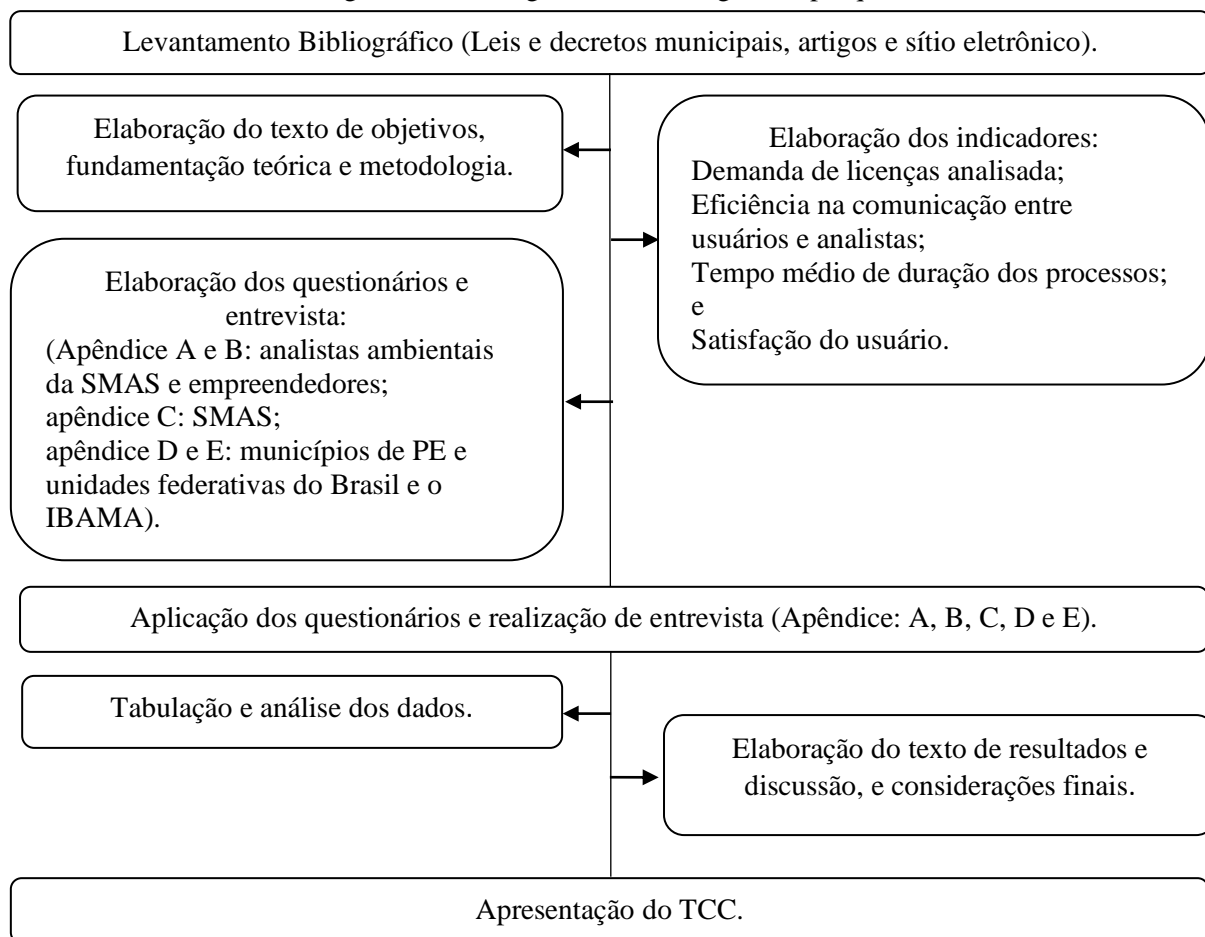 Levantamento Bibliográfico (Leis e decretos municipais, artigos e sítio eletrônico).
Elaboração do texto de objetivos,
fundamentação teórica e metodologia.
Elaboração dos indicadores:
Demanda de licenças analisada;
Eficiência na comunicação entre
usuários e analistas;
Tempo médio de duração dos processos;
e
Satisfação do usuário.
Elaboração dos questionários e
entrevista:
(Apêndice A e B: analistas ambientais
da SMAS e empreendedores;
apêndice C: SMAS;
apêndice D e E: municípios de PE e
unidades federativas do Brasil e o
IBAMA).
Aplicação dos questionários e realização de entrevista (Apêndice: A, B, C, D e E).
Tabulação e análise dos dados.
Elaboração do texto de resultados e
discussão, e considerações finais.
Apresentação do TCC.